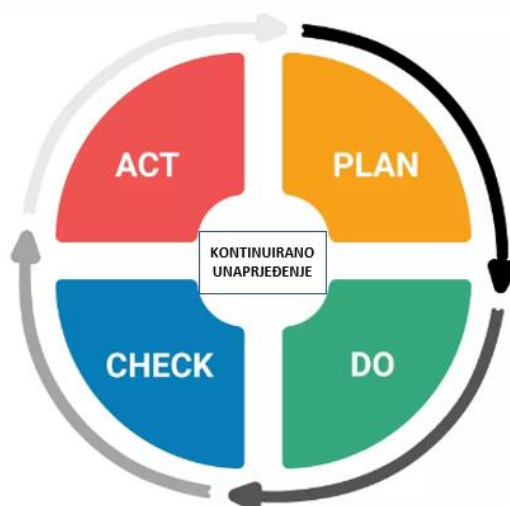 ACT
PLAN
KONTINUIRANO
UNAPRJEĐENJE
CHECK
DO